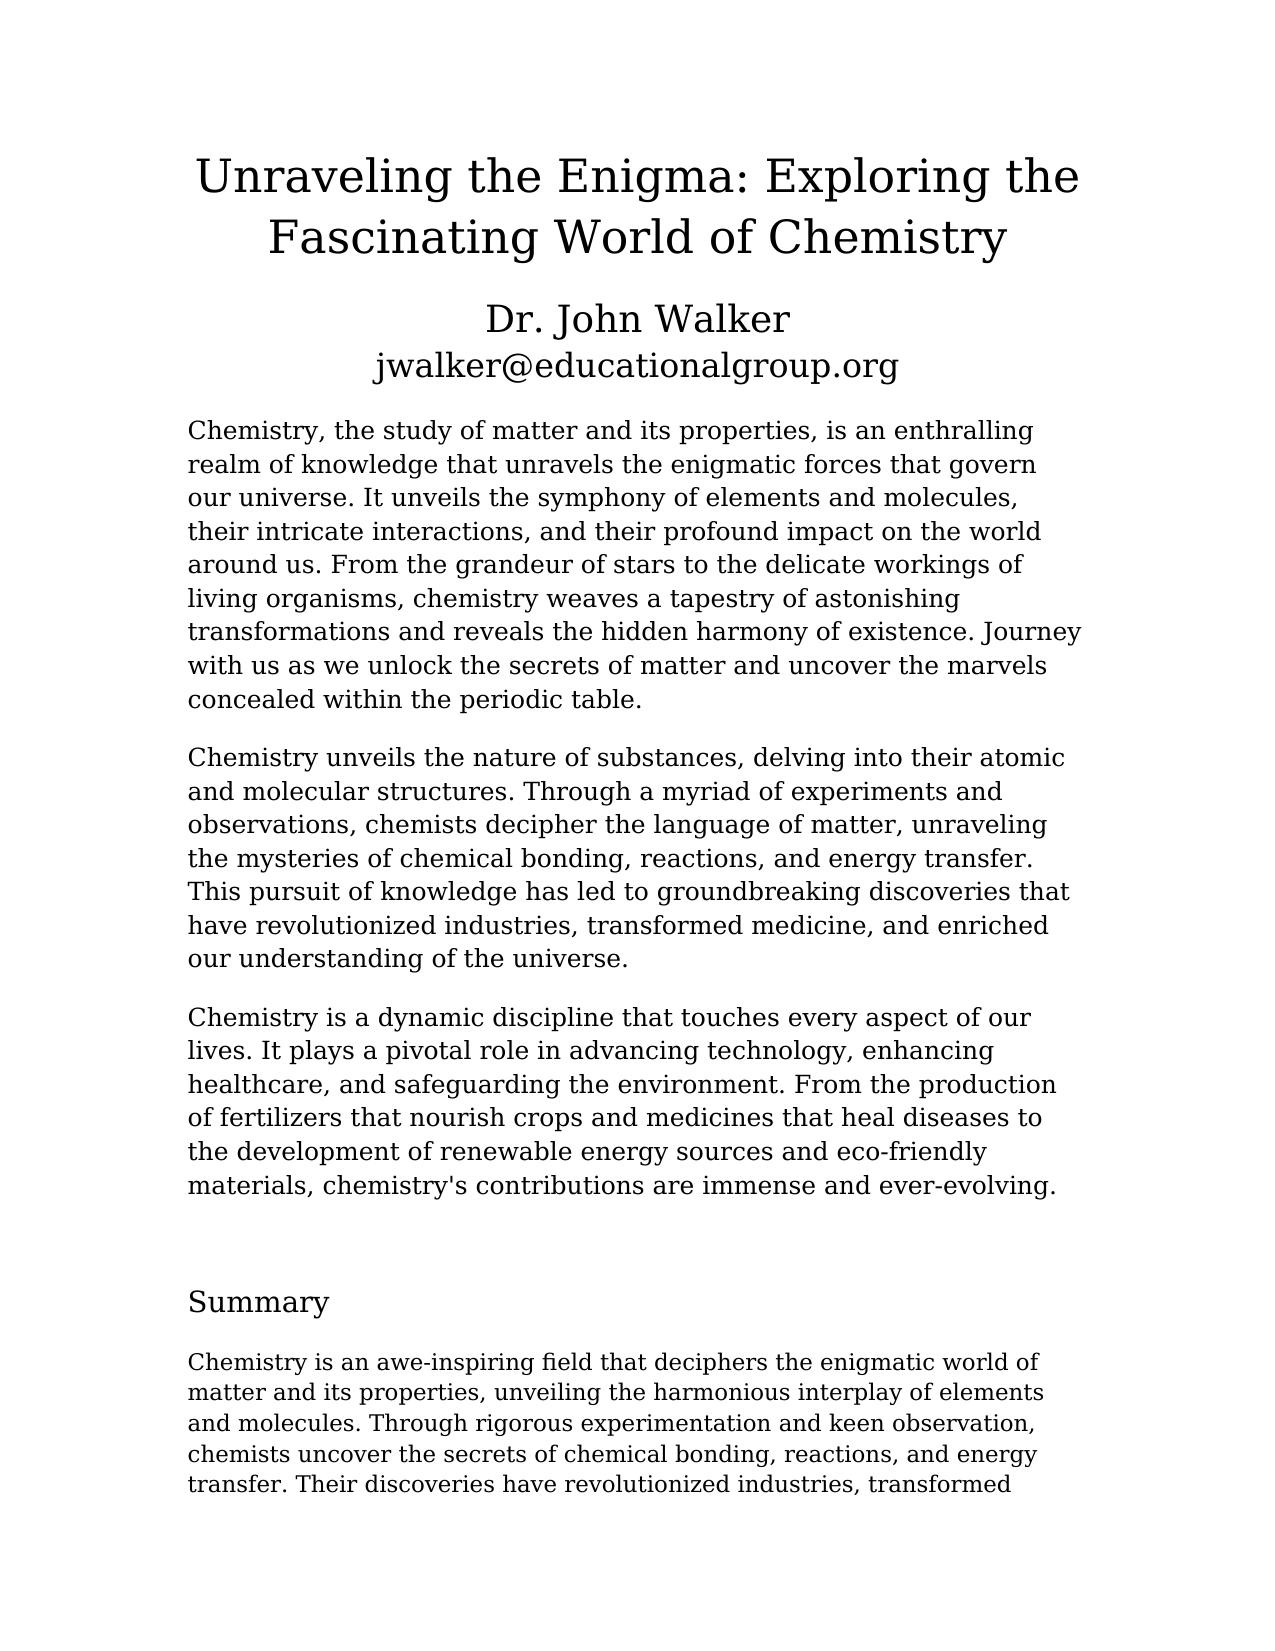 Unraveling the Enigma: Exploring the
Fascinating World of Chemistry
Dr. John Walker
jwalker@educationalgroup.org
Chemistry, the study of matter and its properties, is an enthralling
realm of knowledge that unravels the enigmatic forces that govern
our universe. It unveils the symphony of elements and molecules,
their intricate interactions, and their profound impact on the world
around us. From the grandeur of stars to the delicate workings of
living organisms, chemistry weaves a tapestry of astonishing
transformations and reveals the hidden harmony of existence. Journey
with us as we unlock the secrets of matter and uncover the marvels
concealed within the periodic table.
Chemistry unveils the nature of substances, delving into their atomic
and molecular structures. Through a myriad of experiments and
observations, chemists decipher the language of matter, unraveling
the mysteries of chemical bonding, reactions, and energy transfer.
This pursuit of knowledge has led to groundbreaking discoveries that
have revolutionized industries, transformed medicine, and enriched
our understanding of the universe.
Chemistry is a dynamic discipline that touches every aspect of our
lives. It plays a pivotal role in advancing technology, enhancing
healthcare, and safeguarding the environment. From the production
of fertilizers that nourish crops and medicines that heal diseases to
the development of renewable energy sources and eco-friendly
materials, chemistry's contributions are immense and ever-evolving.
Summary
Chemistry is an awe-inspiring field that deciphers the enigmatic world of
matter and its properties, unveiling the harmonious interplay of elements
and molecules. Through rigorous experimentation and keen observation,
chemists uncover the secrets of chemical bonding, reactions, and energy
transfer. Their discoveries have revolutionized industries, transformed